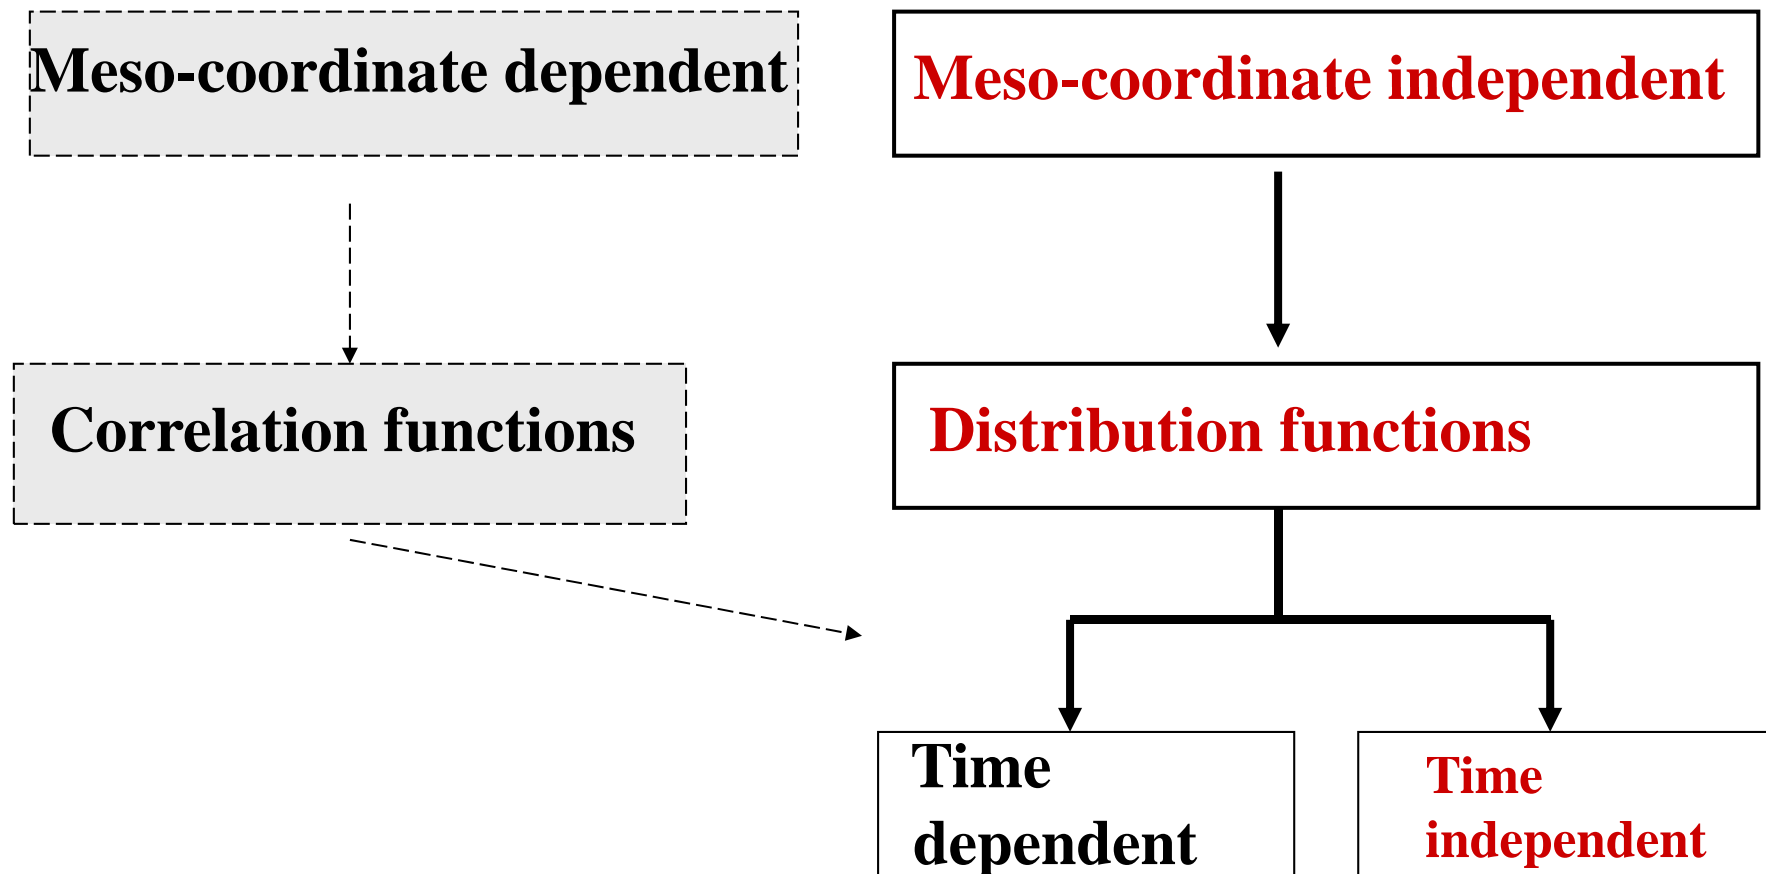 Meso-coordinate dependent
Meso-coordinate independent
Correlation functions
Distribution functions
Time
dependent
Time
independent